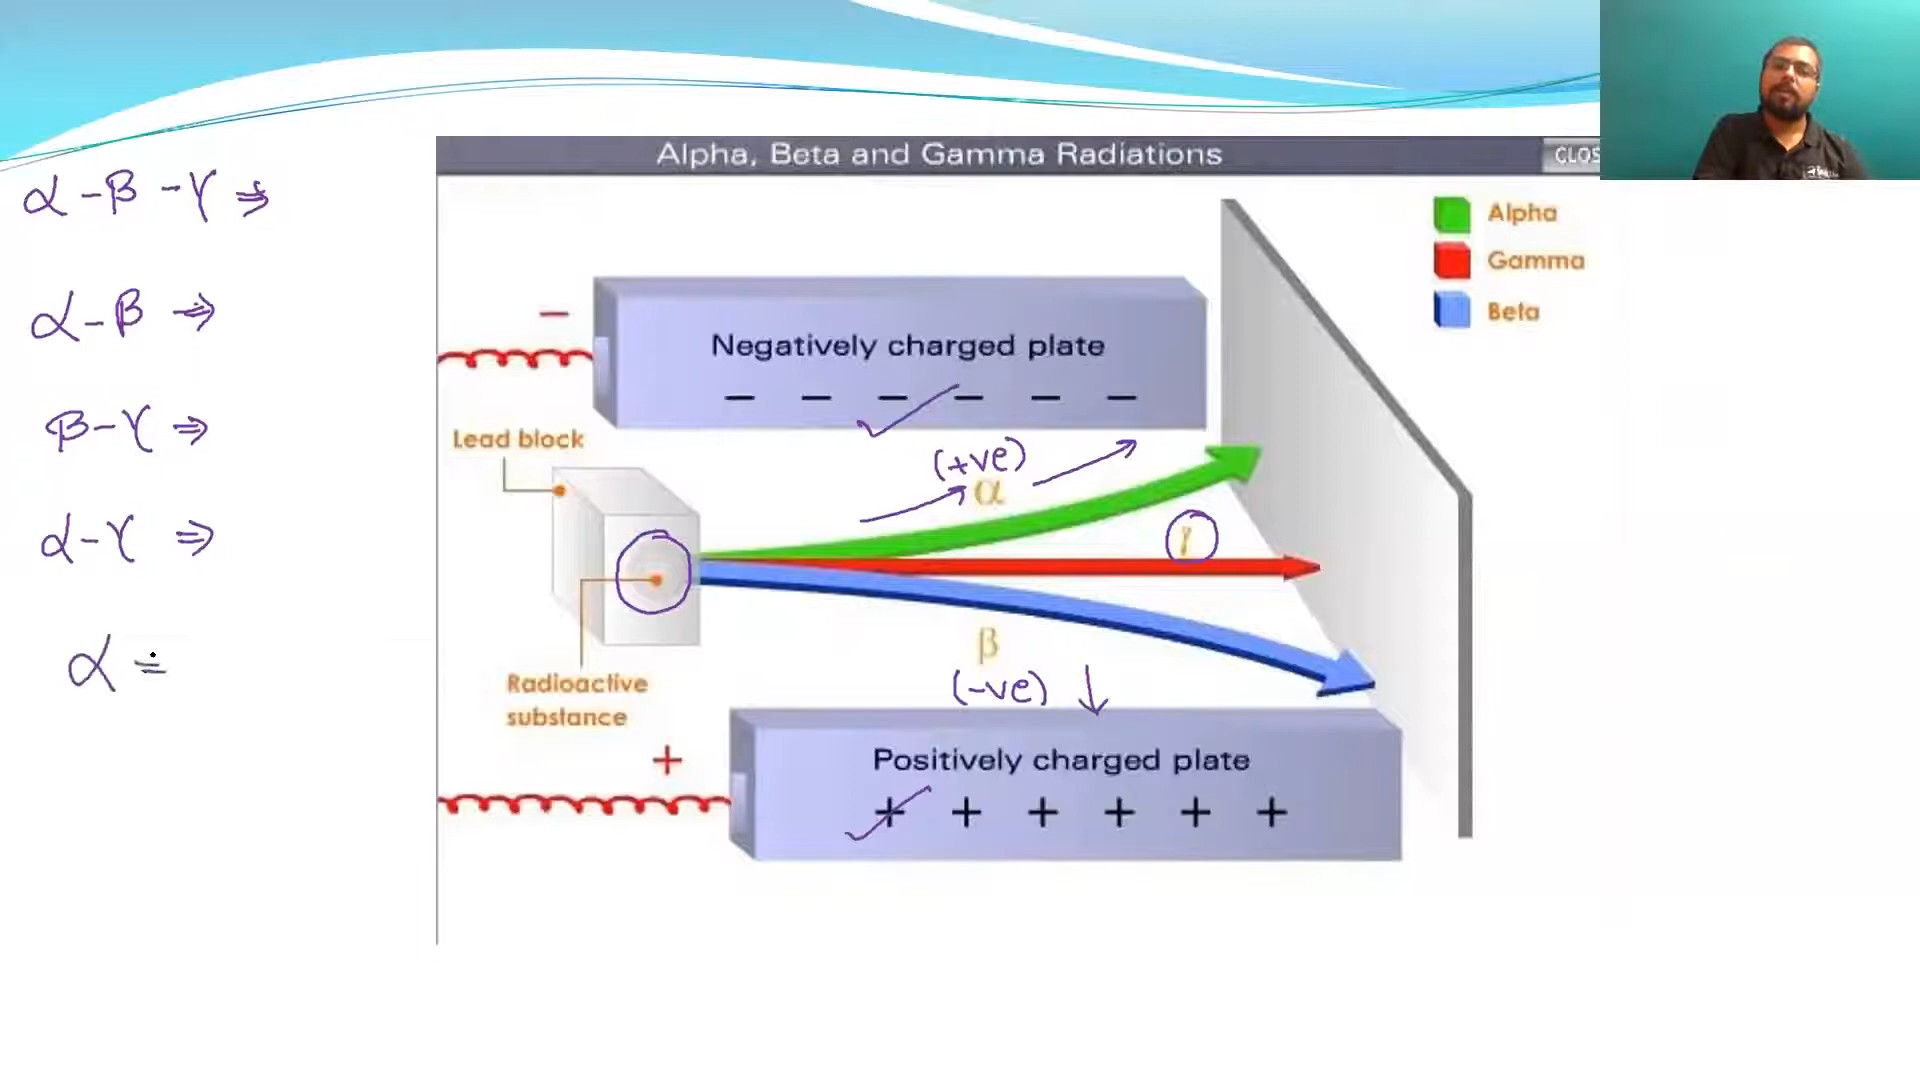 Alpha, Beta and Gamma Radiations
CLOS
α - β - γ ⇒
α - β ⇒
β - γ ⇒
α - γ ⇒
α =
Alpha
Gamma
Beta
−
Negatively charged plate
− − − − − −
Lead block
(+ve)
α
γ
β
(-ve) ↓
Radioactive
substance
+
Positively charged plate
+ + + + + +